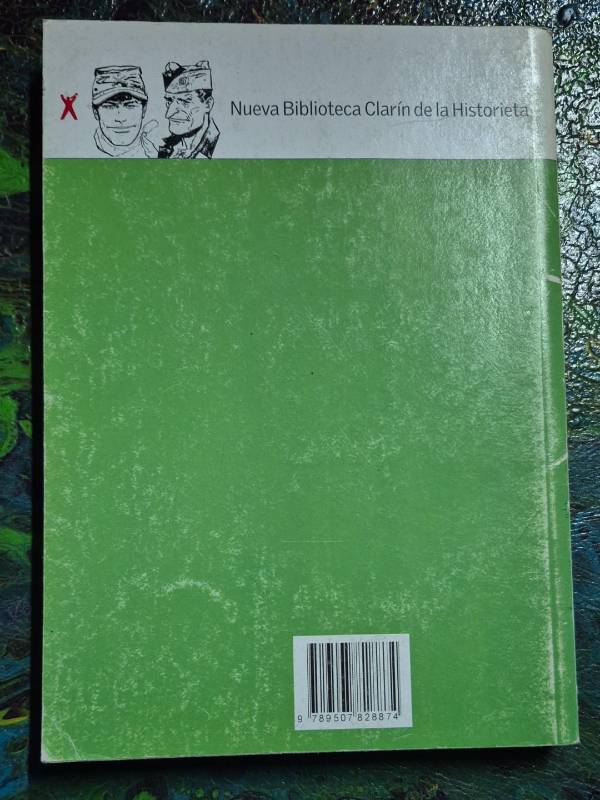 Nueva Biblioteca Clarín de la Historieta
9 789507 828874